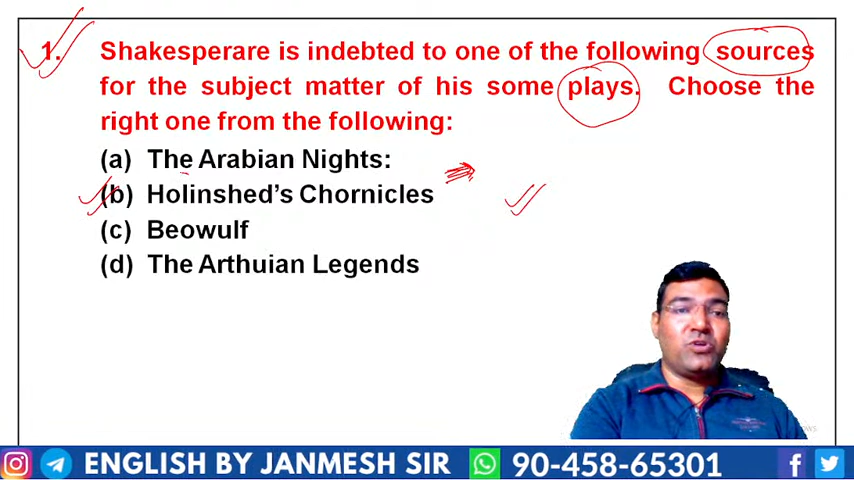 1. Shakesperare is indebted to one of the following sources
for the subject matter of his some plays. Choose the
right one from the following:
(a) The Arabian Nights:
(b) Holinshed's Chornicles
(c) Beowulf
(d) The Arthuian Legends
ENGLISH BY JANMESH SIR 90-458-65301